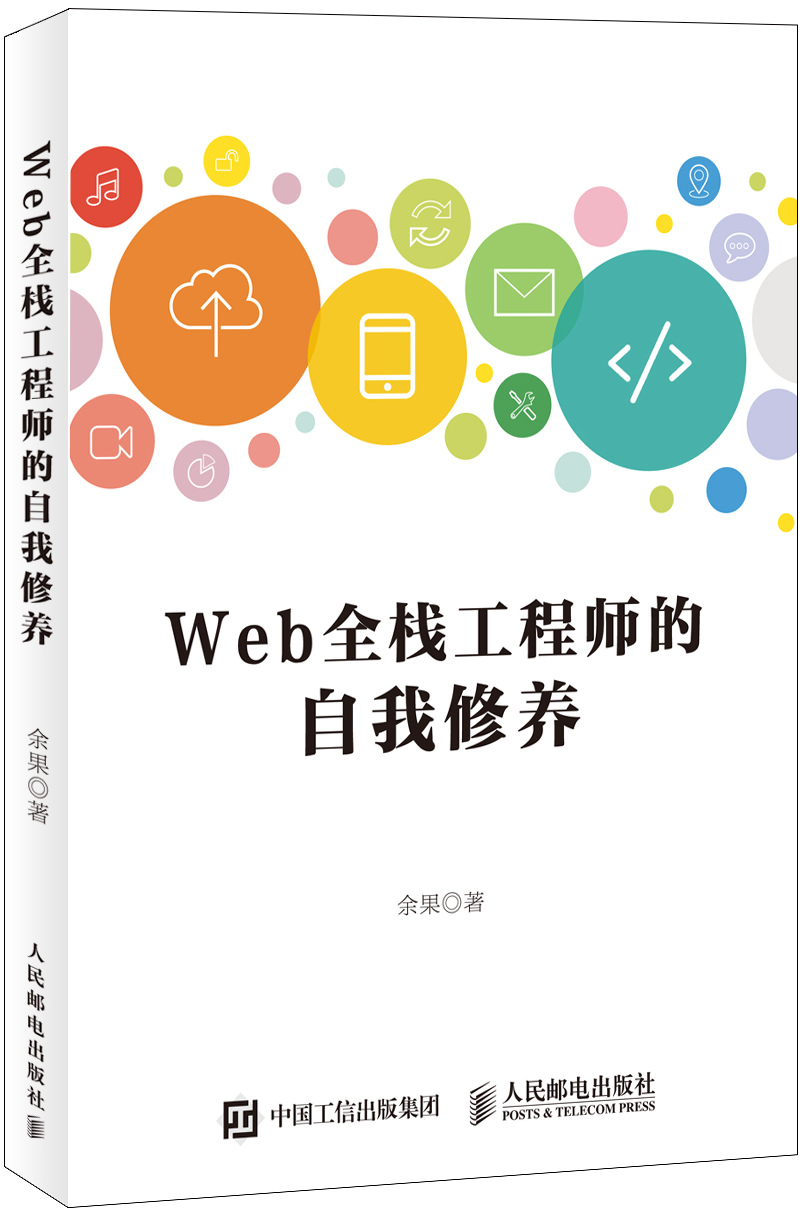 Web全栈工程师的自我修养
余果◎著
人民邮电出版社
Web全栈工程师的
自我修养
余果◎著
中国工信出版集团
人民邮电出版社
POSTS & TELECOM PRESS